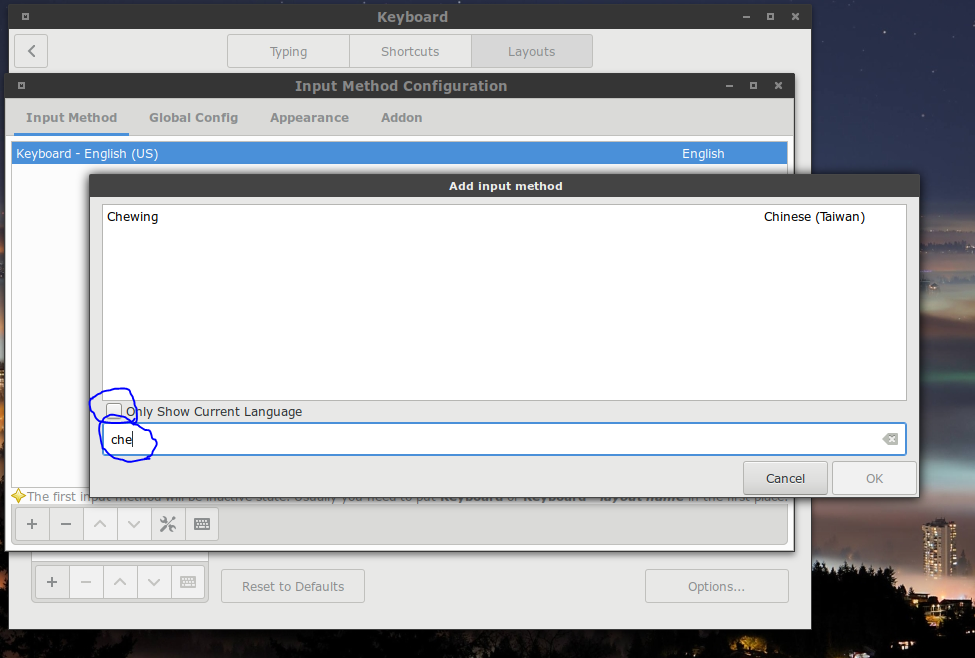 Keyboard
Typing Shortcuts Layouts
Input Method Configuration
Input Method Global Config Appearance Addon
Keyboard - English (US) English
Add input method
Chewing Chinese (Taiwan)
Only Show Current Language
che
Cancel OK
The first input method will be inactive state. Usually you need to put Keyboard or Keyboard - layout name in the first place.
Reset to Defaults Options...